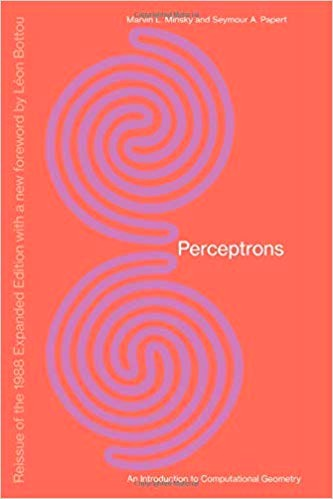 Marvin L. Minsky and Seymour A. Papert
Reissue of the 1988 Expanded Edition with a new foreword by Léon Bottou
Perceptrons
An Introduction to Computational Geometry